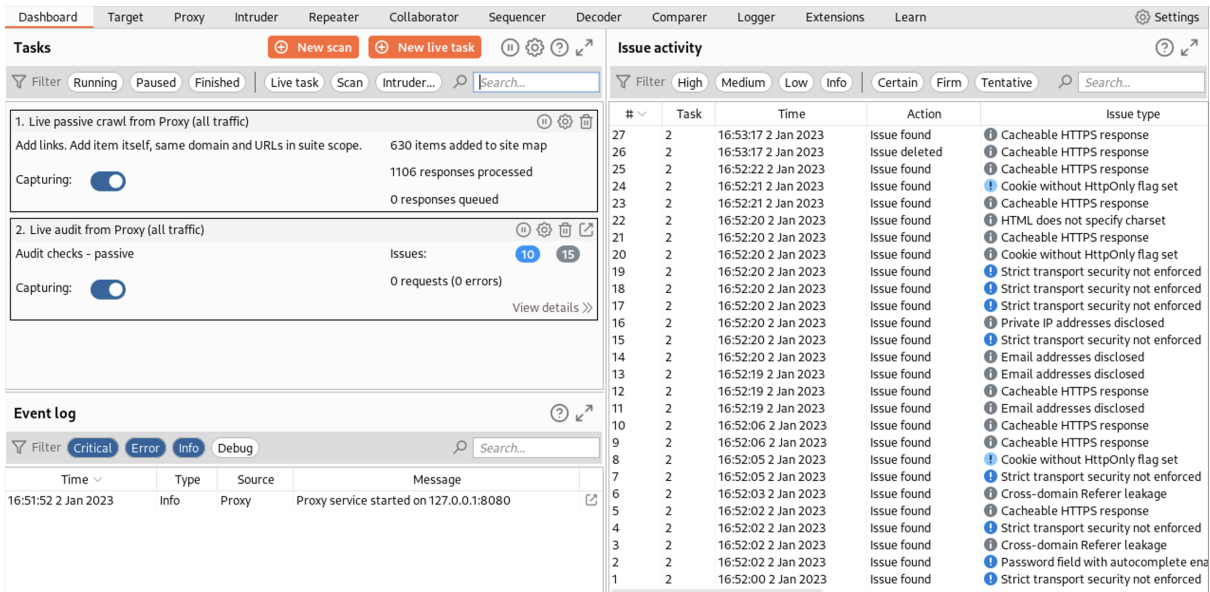 Dashboard Target Proxy Intruder Repeater Collaborator Sequencer Decoder Comparer Logger Extensions Learn Settings
Tasks
New scan
New live task
Filter Running Paused Finished Live task Scan Intruder... Search...
1. Live passive crawl from Proxy (all traffic)
Add links. Add item itself, same domain and URLs in suite scope.
630 items added to site map
Capturing:
1106 responses processed
0 responses queued
2. Live audit from Proxy (all traffic)
Audit checks - passive
Issues: 10 15
Capturing:
0 requests (0 errors)
View details
Event log
Filter Critical Error Info Debug Search...
Time Type Source Message
16:51:52 2 Jan 2023 Info Proxy Proxy service started on 127.0.0.1:8080
Issue activity
Filter High Medium Low Info Certain Firm Tentative Search...
# Task Time Action Issue type
27 2 16:53:17 2 Jan 2023 Issue found Cacheable HTTPS response
26 2 16:53:17 2 Jan 2023 Issue deleted Cacheable HTTPS response
25 2 16:52:22 2 Jan 2023 Issue found Cacheable HTTPS response
24 2 16:52:21 2 Jan 2023 Issue found Cookie without HttpOnly flag set
23 2 16:52:21 2 Jan 2023 Issue found Cacheable HTTPS response
22 2 16:52:20 2 Jan 2023 Issue found HTML does not specify charset
21 2 16:52:20 2 Jan 2023 Issue found Cacheable HTTPS response
20 2 16:52:20 2 Jan 2023 Issue found Cookie without HttpOnly flag set
19 2 16:52:20 2 Jan 2023 Issue found Strict transport security not enforced
18 2 16:52:20 2 Jan 2023 Issue found Strict transport security not enforced
17 2 16:52:20 2 Jan 2023 Issue found Strict transport security not enforced
16 2 16:52:20 2 Jan 2023 Issue found Private IP addresses disclosed
15 2 16:52:20 2 Jan 2023 Issue found Strict transport security not enforced
14 2 16:52:20 2 Jan 2023 Issue found Email addresses disclosed
13 2 16:52:19 2 Jan 2023 Issue found Email addresses disclosed
12 2 16:52:19 2 Jan 2023 Issue found Cacheable HTTPS response
11 2 16:52:19 2 Jan 2023 Issue found Email addresses disclosed
10 2 16:52:06 2 Jan 2023 Issue found Cacheable HTTPS response
9 2 16:52:06 2 Jan 2023 Issue found Cacheable HTTPS response
8 2 16:52:05 2 Jan 2023 Issue found Cookie without HttpOnly flag set
7 2 16:52:05 2 Jan 2023 Issue found Strict transport security not enforced
6 2 16:52:03 2 Jan 2023 Issue found Cross-domain Referer leakage
5 2 16:52:02 2 Jan 2023 Issue found Cacheable HTTPS response
4 2 16:52:02 2 Jan 2023 Issue found Strict transport security not enforced
3 2 16:52:02 2 Jan 2023 Issue found Cross-domain Referer leakage
2 2 16:52:02 2 Jan 2023 Issue found Password field with autocomplete ena
1 2 16:52:00 2 Jan 2023 Issue found Strict transport security not enforced